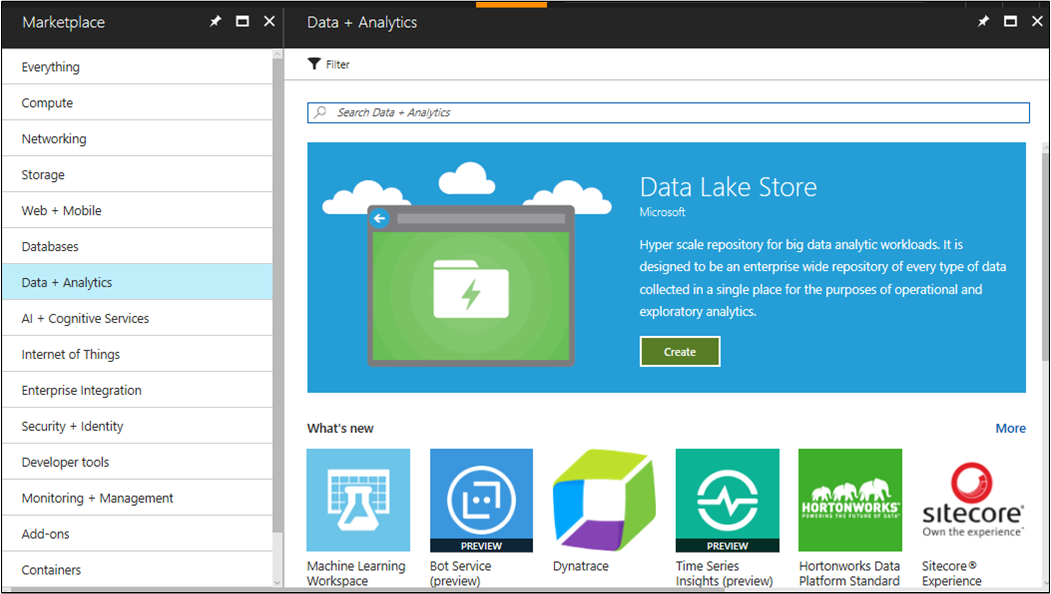 Marketplace
Data + Analytics
Everything
Compute
Networking
Storage
Web + Mobile
Databases
Data + Analytics
AI + Cognitive Services
Internet of Things
Enterprise Integration
Security + Identity
Developer tools
Monitoring + Management
Add-ons
Containers
Filter
Search Data + Analytics
Data Lake Store
Microsoft
Hyper scale repository for big data analytic workloads. It is
designed to be an enterprise wide repository of every type of data
collected in a single place for the purposes of operational and
exploratory analytics.
Create
What's new
More
PREVIEW
PREVIEW
HORTONWORKS
POWERING THE FUTURE OF DATA™
sitecore®
Own the experience™
Machine Learning
Workspace
Bot Service
(preview)
Dynatrace
Time Series
Insights (preview)
Hortonworks Data
Platform Standard
Sitecore®
Experience